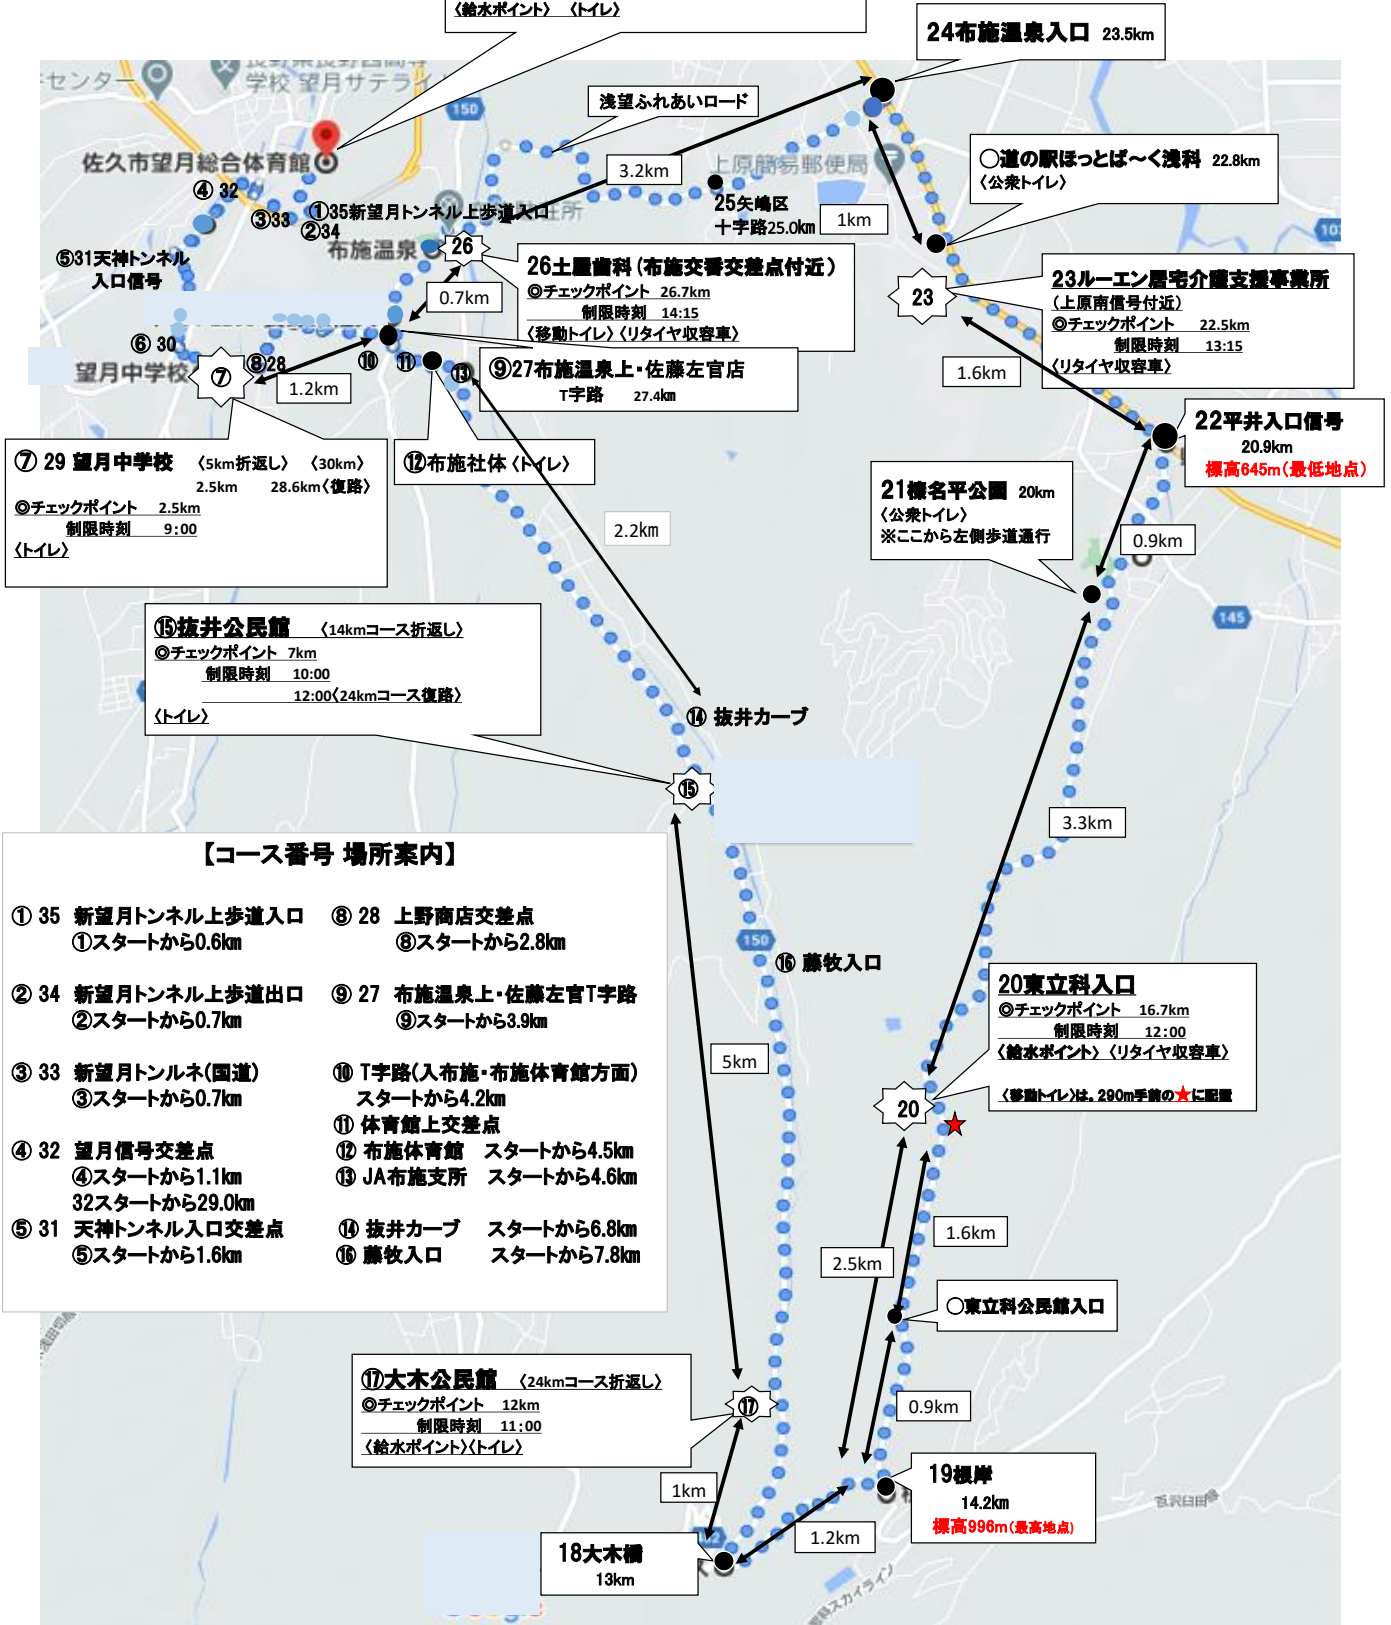 〈給水ポイント〉 〈トイレ〉
24布施温泉入口 23.5km
センター
学校 望月サテライト
150
浅望ふれあいロード
佐久市望月総合体育館
3.2km
上原簡易郵便局
○道の駅ほっとぱ~く浅科 22.8km
〈公衆トイレ〉
④ 32
③33
①35新望月トンネル上歩道入口
②34
25矢嶋区
十字路25.0km
1km
布施温泉
26
⑤31天神トンネル
入口信号
26土屋歯科(布施交番交差点付近)
◎チェックポイント 26.7km
制限時刻 14:15
〈移動トイレ〉〈リタイヤ収容車〉
0.7km
23
23ルーエン居宅介護支援事業所
(上原南信号付近)
◎チェックポイント 22.5km
制限時刻 13:15
〈リタイヤ収容車〉
⑥ 30
望月中学校
⑦
⑧28
1.2km
⑩
⑪
⑬
⑨27布施温泉上・佐藤左官店
T字路 27.4km
1.6km
22平井入口信号
20.9km
標高645m(最低地点)
⑦ 29 望月中学校 〈5km折返し〉 〈30km〉
2.5km 28.6km〈復路〉
◎チェックポイント 2.5km
制限時刻 9:00
〈トイレ〉
⑫布施社体〈トイレ〉
2.2km
21榛名平公園 20km
〈公衆トイレ〉
※ここから左側歩道通行
0.9km
145
⑮抜井公民館 〈14kmコース折返し〉
◎チェックポイント 7km
制限時刻 10:00
12:00〈24kmコース復路〉
〈トイレ〉
⑭ 抜井カーブ
⑮
3.3km
【コース番号 場所案内】
① 35 新望月トンネル上歩道入口
①スタートから0.6km
② 34 新望月トンネル上歩道出口
②スタートから0.7km
③ 33 新望月トンルネ(国道)
③スタートから0.7km
④ 32 望月信号交差点
④スタートから1.1km
32スタートから29.0km
⑤ 31 天神トンネル入口交差点
⑤スタートから1.6km
⑧ 28 上野商店交差点
⑧スタートから2.8km
⑨ 27 布施温泉上・佐藤左官T字路
⑨スタートから3.9km
⑩ T字路(入布施・布施体育館方面)
スタートから4.2km
⑪ 体育館上交差点
⑫ 布施体育館 スタートから4.5km
⑬ JA布施支所 スタートから4.6km
⑭ 抜井カーブ スタートから6.8km
⑯ 藤牧入口 スタートから7.8km
150
⑯ 藤牧入口
5km
20東立科入口
◎チェックポイント 16.7km
制限時刻 12:00
〈給水ポイント〉〈リタイヤ収容車〉
〈移動トイレ〉は、290m手前の★に配置
20
1.6km
2.5km
○東立科公民館入口
⑰大木公民館 〈24kmコース折返し〉
◎チェックポイント 12km
制限時刻 11:00
〈給水ポイント〉〈トイレ〉
⑰
0.9km
1km
19根岸
14.2km
標高996m(最高地点)
1.2km
18大木橋
13km